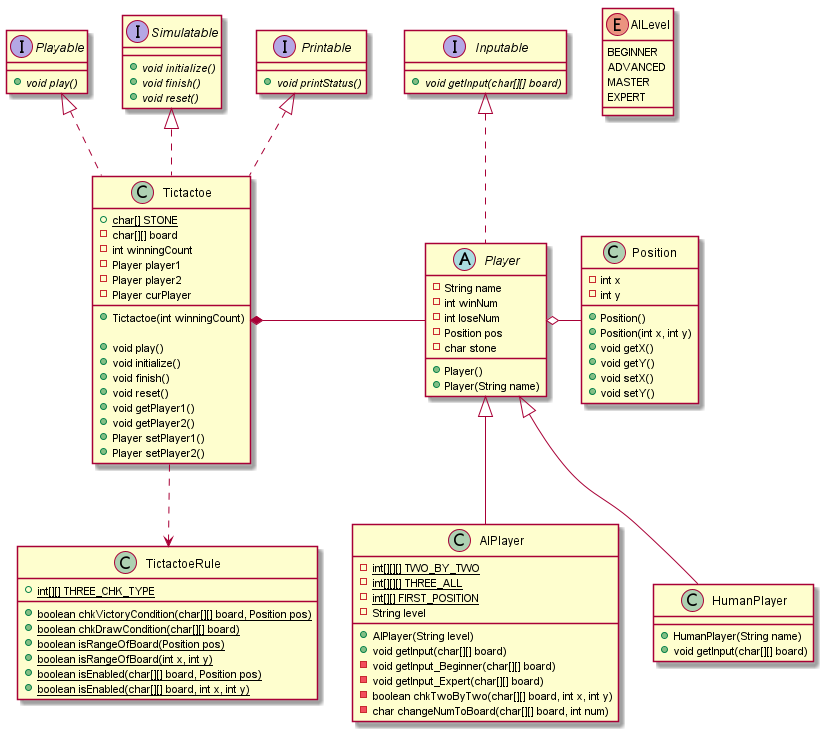 I Playable
void play()
I Simulatable
void initialize()
void finish()
void reset()
I Printable
void printStatus()
I Inputable
void getInput(char[][] board)
E AILevel
BEGINNER
ADVANCED
MASTER
EXPERT
C Tictactoe
char[] STONE
char[][] board
int winningCount
Player player1
Player player2
Player curPlayer
Tictactoe(int winningCount)
void play()
void initialize()
void finish()
void reset()
void getPlayer1()
void getPlayer2()
Player setPlayer1()
Player setPlayer2()
A Player
String name
int winNum
int loseNum
Position pos
char stone
Player()
Player(String name)
C Position
int x
int y
Position()
Position(int x, int y)
void getX()
void getY()
void setX()
void setY()
C TictactoeRule
int[][] THREE_CHK_TYPE
boolean chkVictoryCondition(char[][] board, Position pos)
boolean chkDrawCondition(char[][] board)
boolean isRangeOfBoard(Position pos)
boolean isRangeOfBoard(int x, int y)
boolean isEnabled(char[][] board, Position pos)
boolean isEnabled(char[][] board, int x, int y)
C AIPlayer
int[][][] TWO_BY_TWO
int[][][] THREE_ALL
int[][] FIRST_POSITION
String level
AIPlayer(String level)
void getInput(char[][] board)
void getInput_Beginner(char[][] board)
void getInput_Expert(char[][] board)
boolean chkTwoByTwo(char[][] board, int x, int y)
char changeNumToBoard(char[][] board, int num)
C HumanPlayer
HumanPlayer(String name)
void getInput(char[][] board)